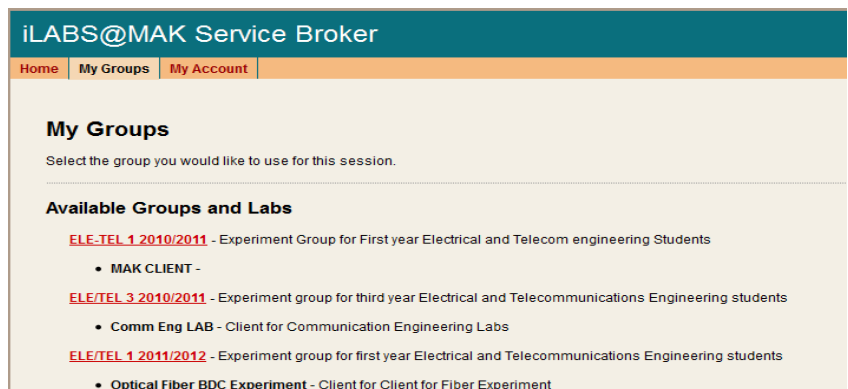 iLABS@MAK Service Broker
Home My Groups My Account
My Groups
Select the group you would like to use for this session.
Available Groups and Labs
ELE-TEL 1 2010/2011 - Experiment Group for First year Electrical and Telecom engineering Students
• MAK CLIENT -
ELE/TEL 3 2010/2011 - Experiment group for third year Electrical and Telecommunications Engineering students
• Comm Eng LAB - Client for Communication Engineering Labs
ELE/TEL 1 2011/2012 - Experiment group for first year Electrical and Telecommunications Engineering students
• Optical Fiber BDC Experiment - Client for Client for Fiber Experiment